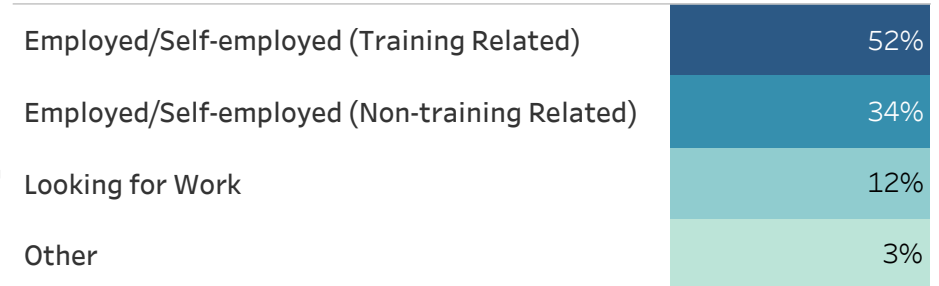 Employed/Self-employed (Training Related) 52%
Employed/Self-employed (Non-training Related) 34%
Looking for Work 12%
Other 3%